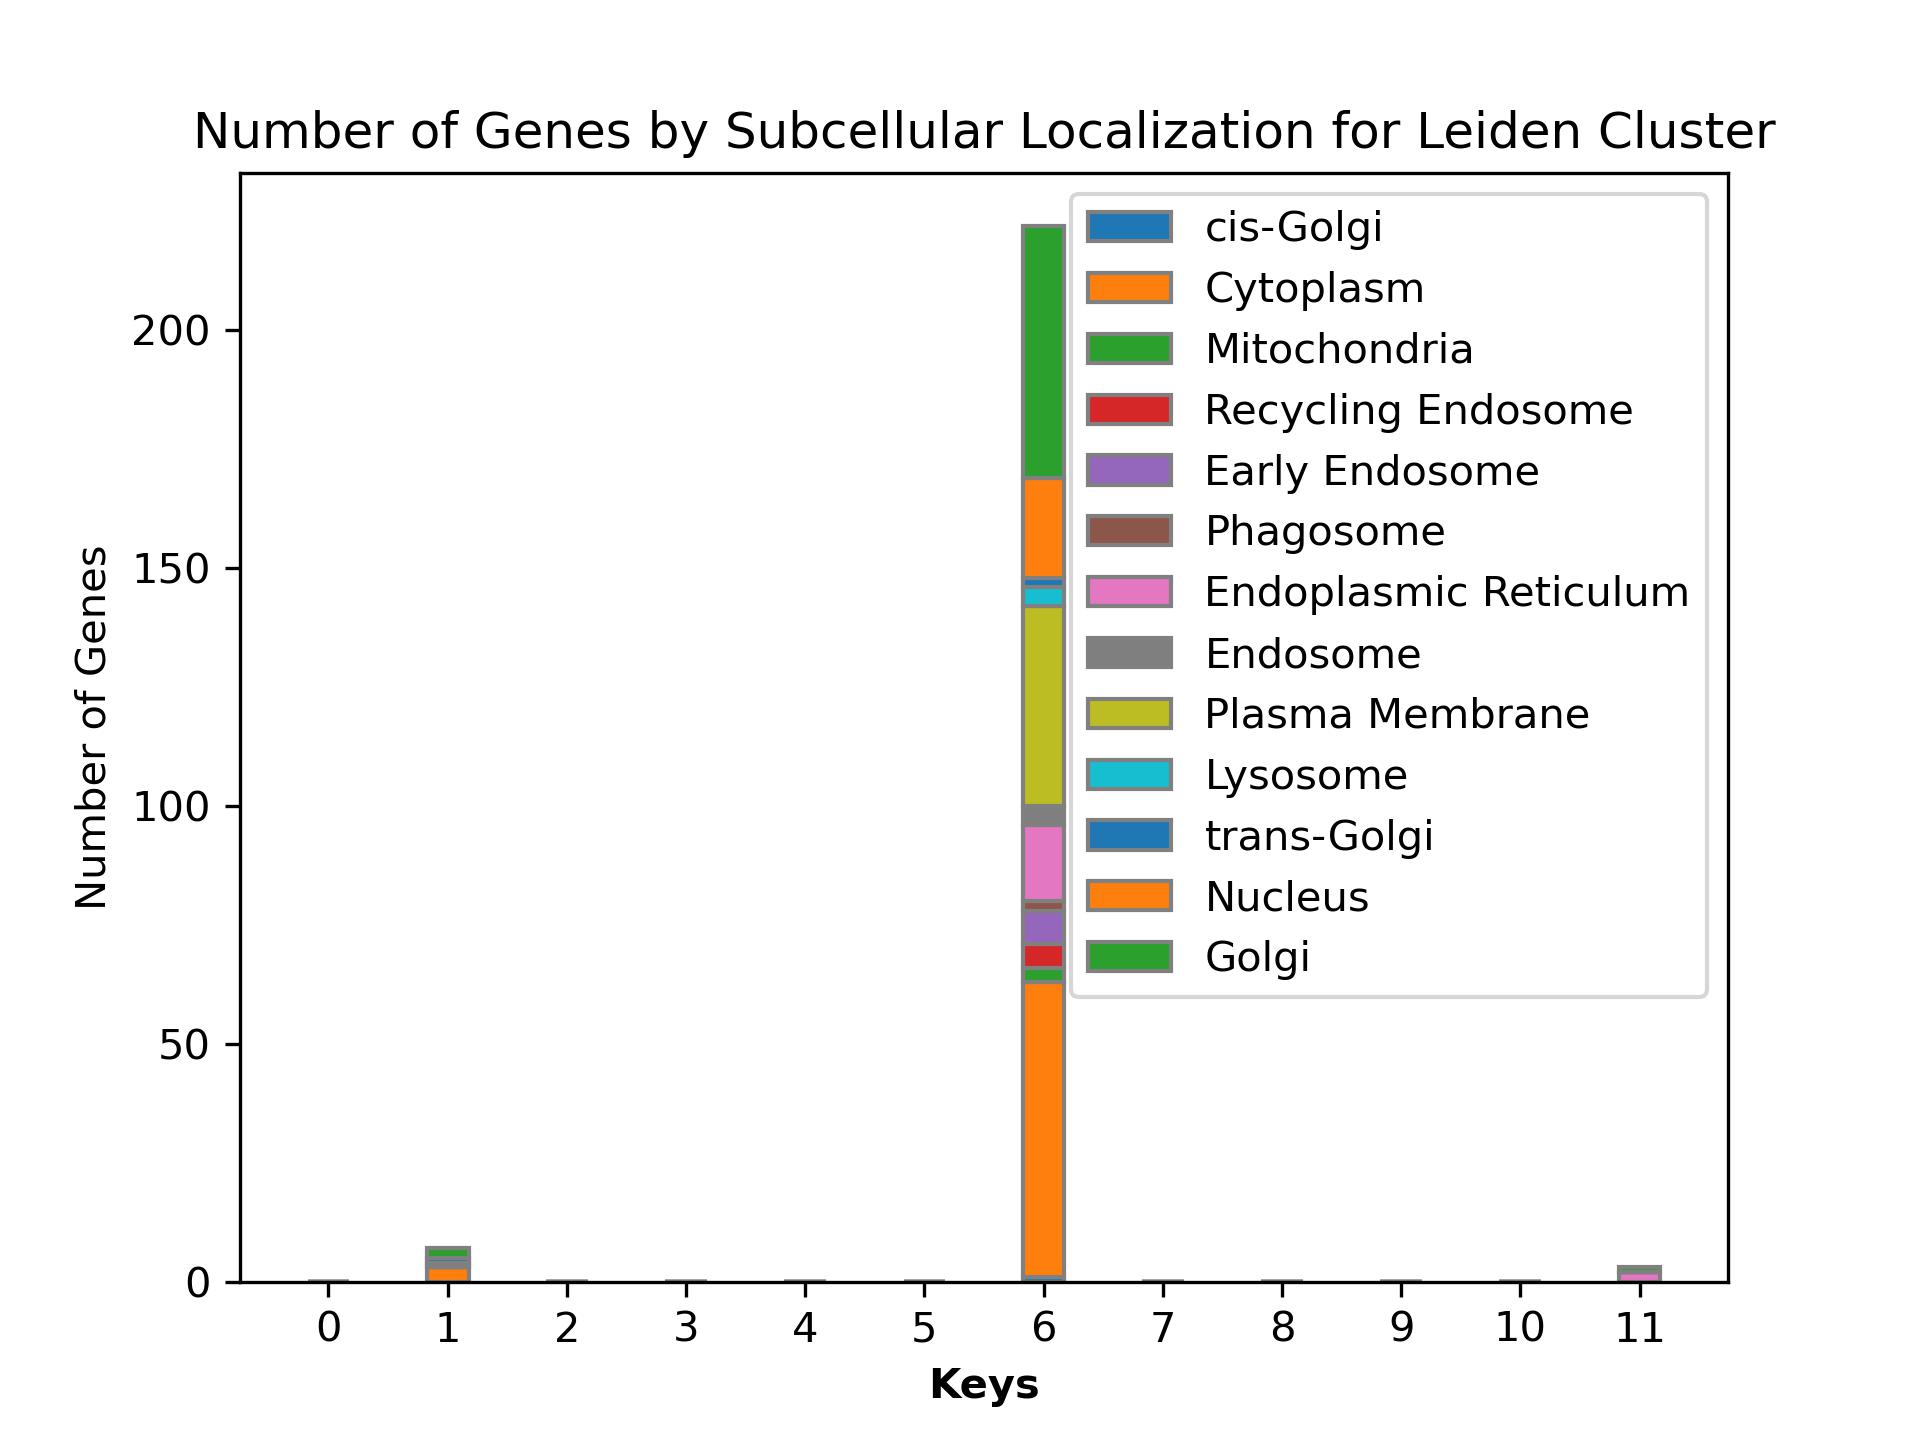 Number of Genes by Subcellular Localization for Leiden Cluster
cis-Golgi
Cytoplasm
Mitochondria
Recycling Endosome
Early Endosome
Phagosome
Endoplasmic Reticulum
Endosome
Plasma Membrane
Lysosome
trans-Golgi
Nucleus
Golgi
Number of Genes
200
150
100
50
0
0 1 2 3 4 5 6 7 8 9 10 11
Keys